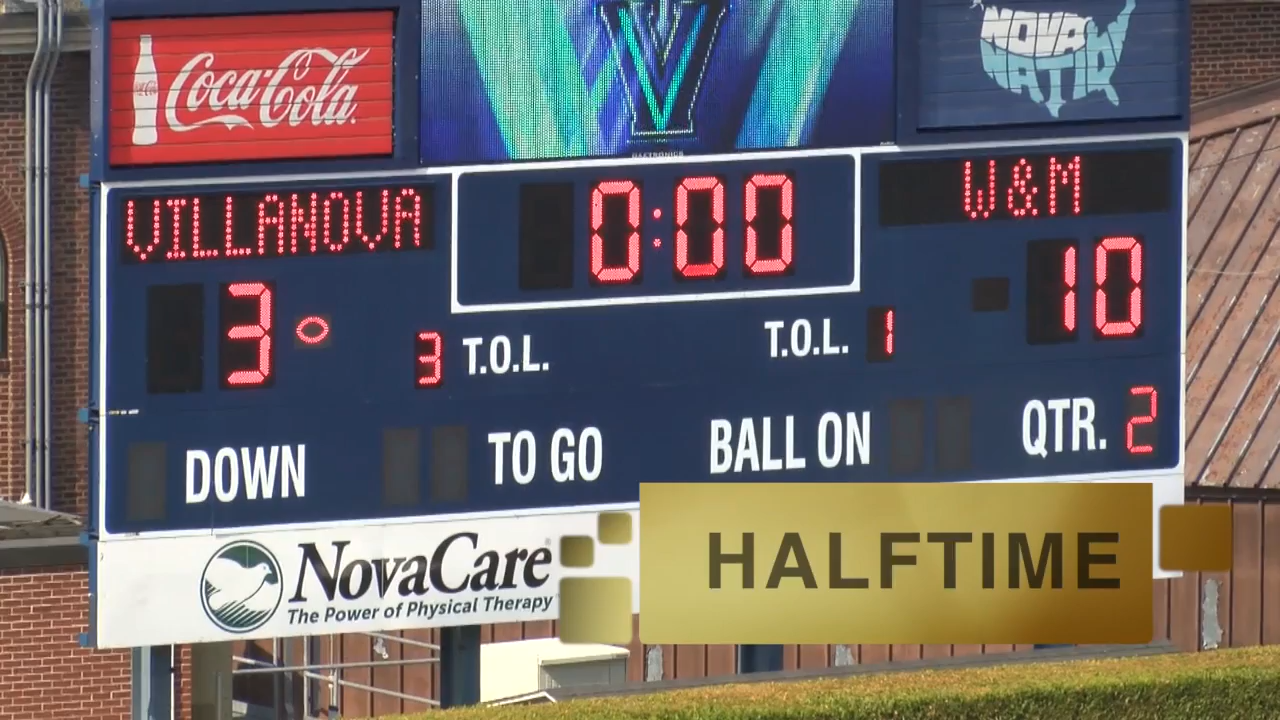 Coca-Cola
V
NOVA
NATION
DAKTRONICS
VILLANOVA
0:00
W&M
3
10
3 T.O.L.
T.O.L. 1
DOWN
TO GO
BALL ON
QTR. 2
NovaCare
The Power of Physical Therapy
HALFTIME